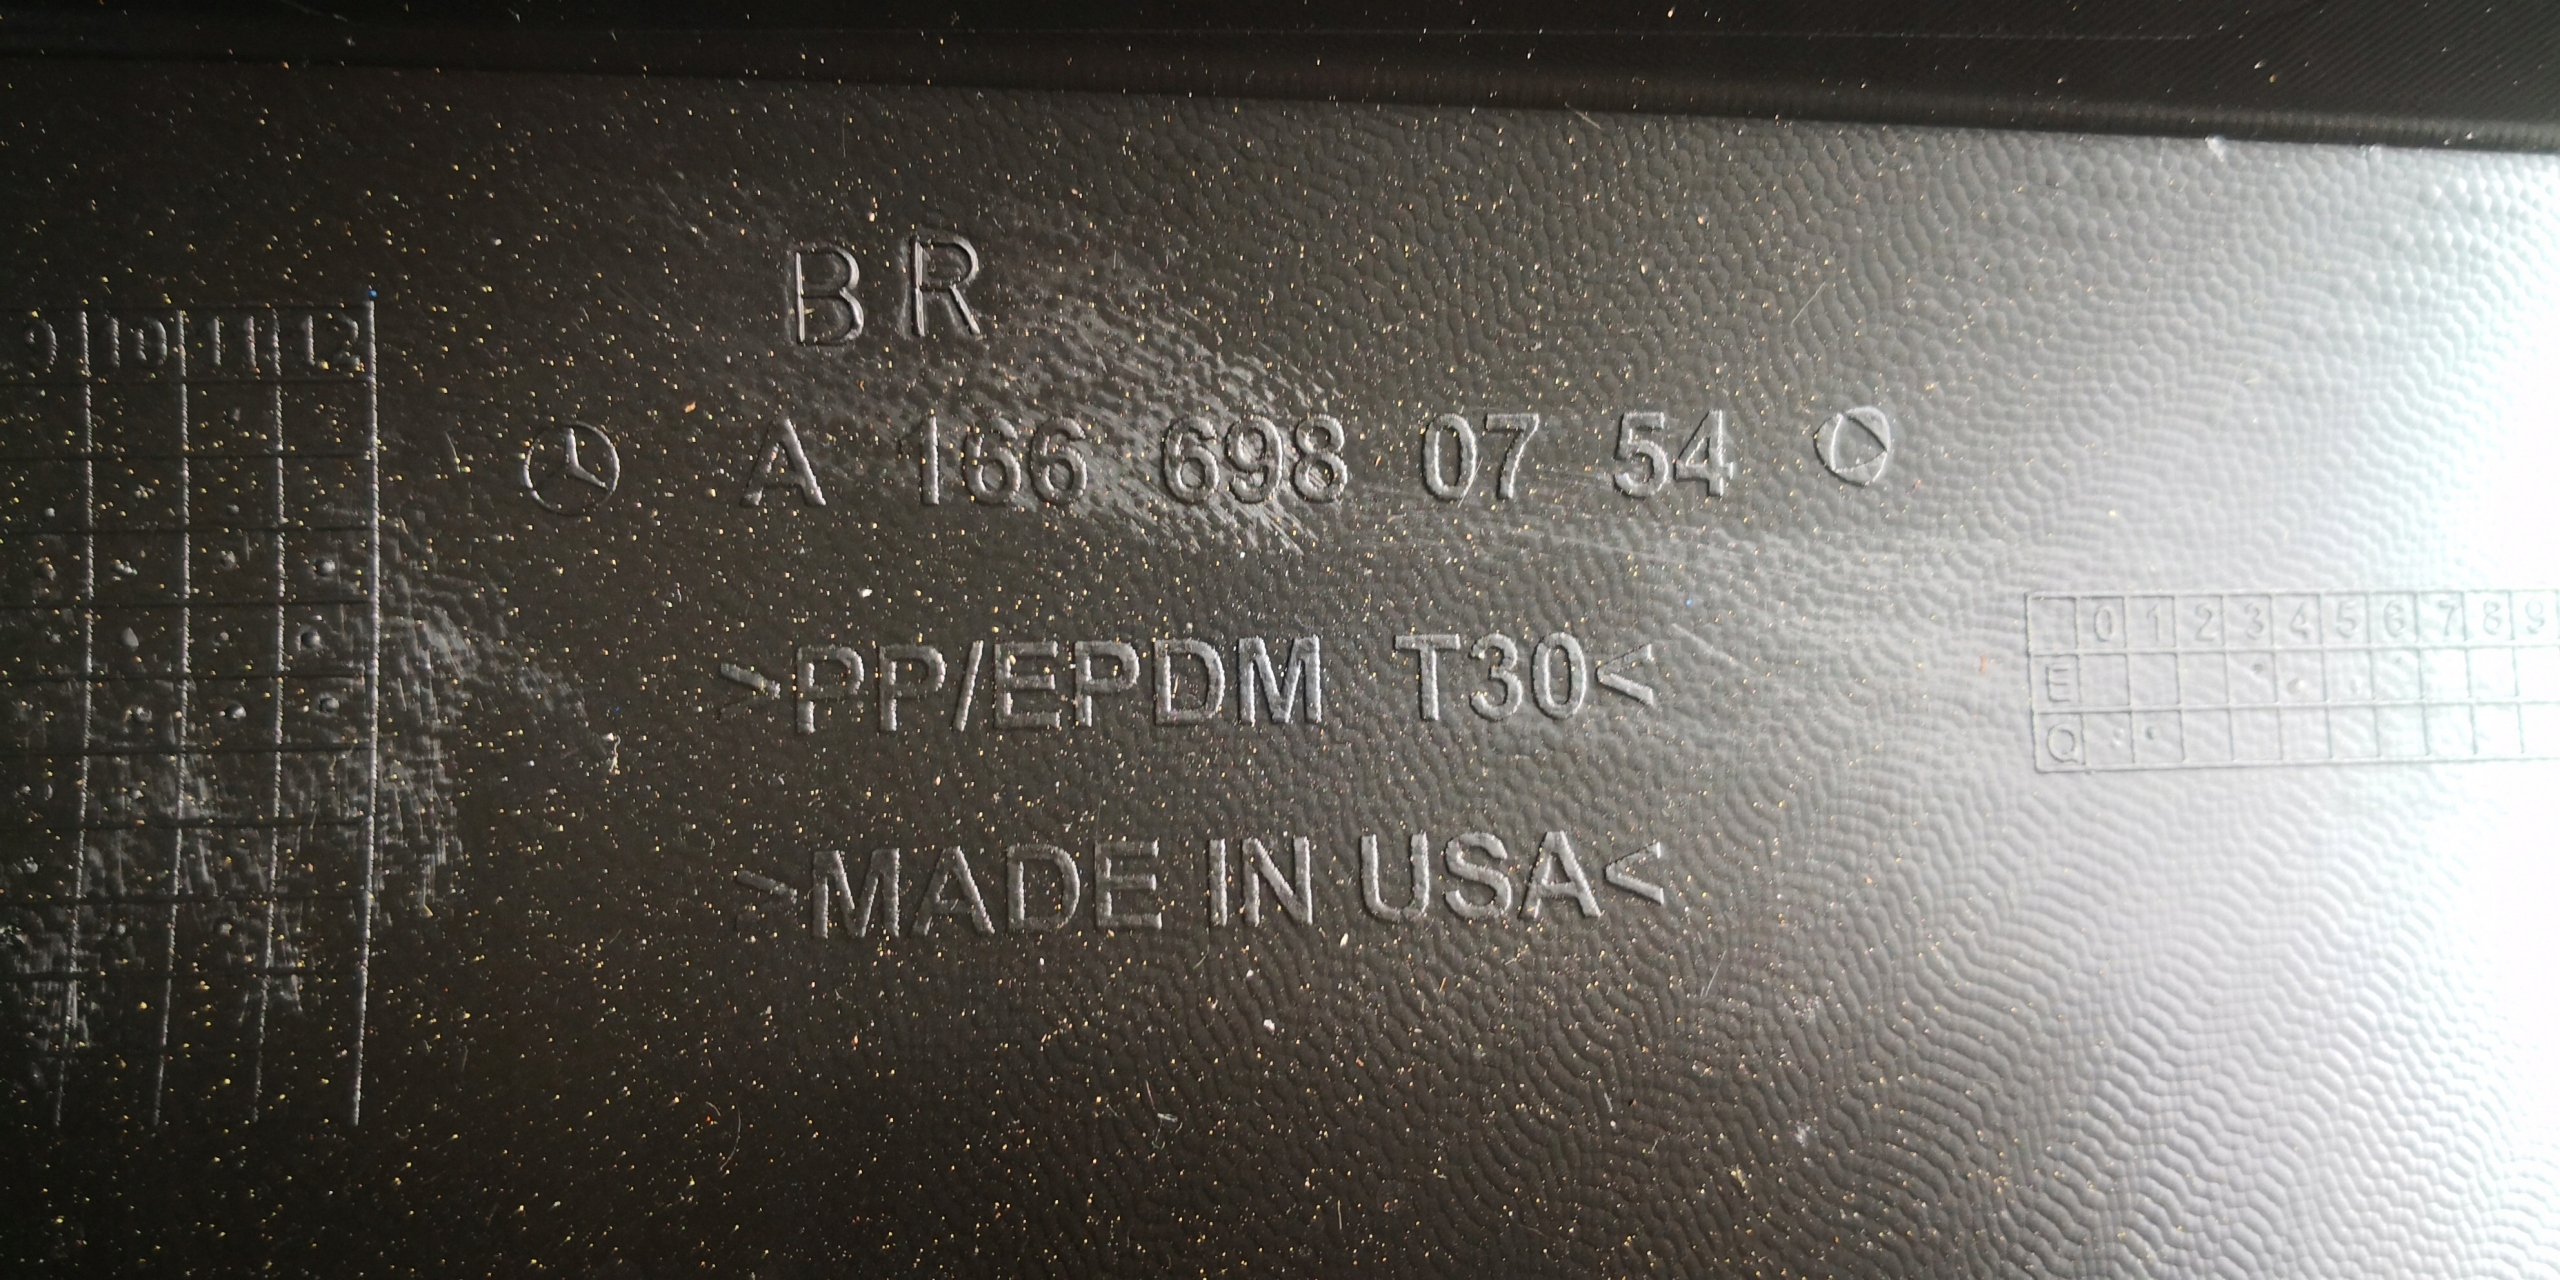 BR
A 166 698 07 54
>PP/EPDM T30<
>MADE IN USA<
9 10 11 12
0 1 2 3 4 5 6 7 8 9
E
Q